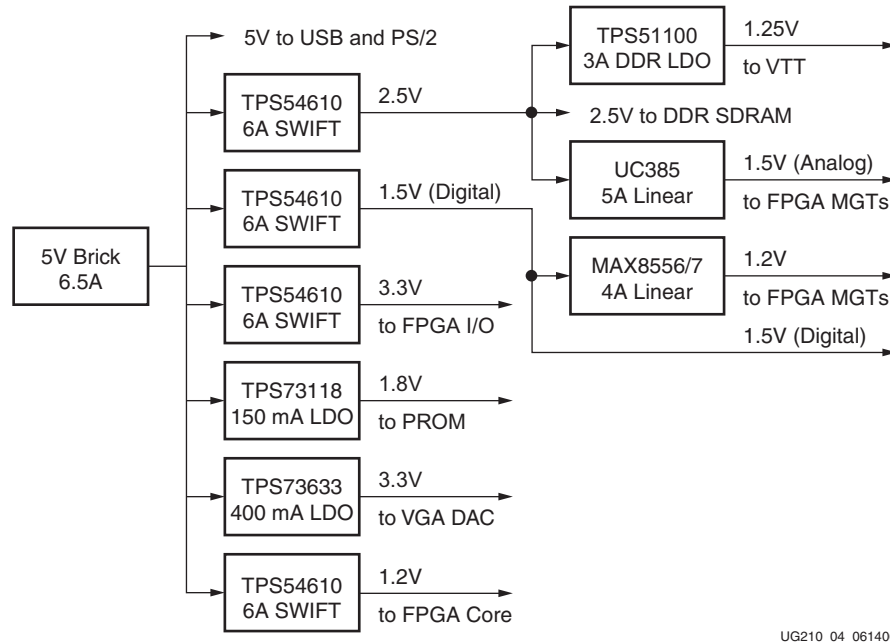 5V Brick
6.5A
5V to USB and PS/2
TPS54610
6A SWIFT
2.5V
TPS51100
3A DDR LDO
1.25V
to VTT
2.5V to DDR SDRAM
UC385
5A Linear
1.5V (Analog)
to FPGA MGTs
TPS54610
6A SWIFT
1.5V (Digital)
MAX8556/7
4A Linear
1.2V
to FPGA MGTs
1.5V (Digital)
TPS54610
6A SWIFT
3.3V
to FPGA I/O
TPS73118
150 mA LDO
1.8V
to PROM
TPS73633
400 mA LDO
3.3V
to VGA DAC
TPS54610
6A SWIFT
1.2V
to FPGA Core
UG210_04_06140